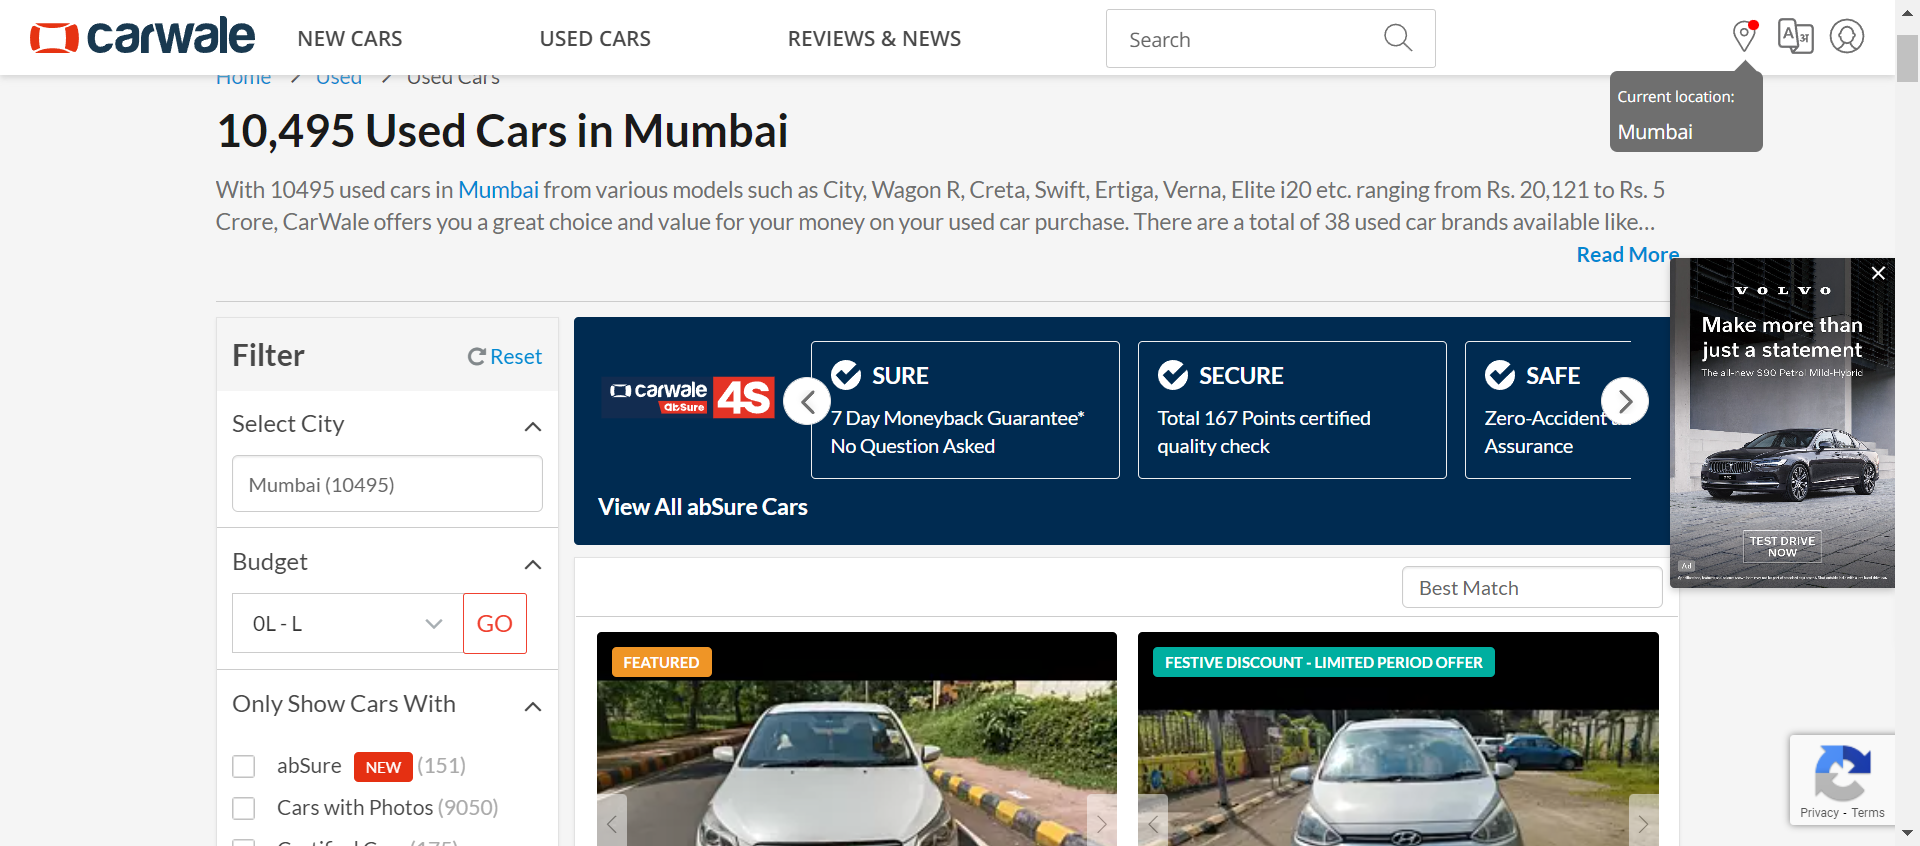 carwale NEW CARS USED CARS REVIEWS & NEWS Search
Current location:
Mumbai
Home Used Used Cars
10,495 Used Cars in Mumbai
With 10495 used cars in Mumbai from various models such as City, Wagon R, Creta, Swift, Ertiga, Verna, Elite i20 etc. ranging from Rs. 20,121 to Rs. 5
Crore, CarWale offers you a great choice and value for your money on your used car purchase. There are a total of 38 used car brands available like...
Read More
Filter
Reset
Select City
Mumbai (10495)
Budget
0L - L
GO
Only Show Cars With
abSure NEW (151)
Cars with Photos (9050)
carwale
abSure
4S
SURE
7 Day Moneyback Guarantee*
No Question Asked
SECURE
Total 167 Points certified
quality check
SAFE
Zero-Accident
Assurance
View All abSure Cars
Best Match
FEATURED
FESTIVE DISCOUNT - LIMITED PERIOD OFFER
VOLVO
Make more than
just a statement
The all-new S90 Petrol Mild-Hybrid
TEST DRIVE
NOW
Ad
Privacy - Terms